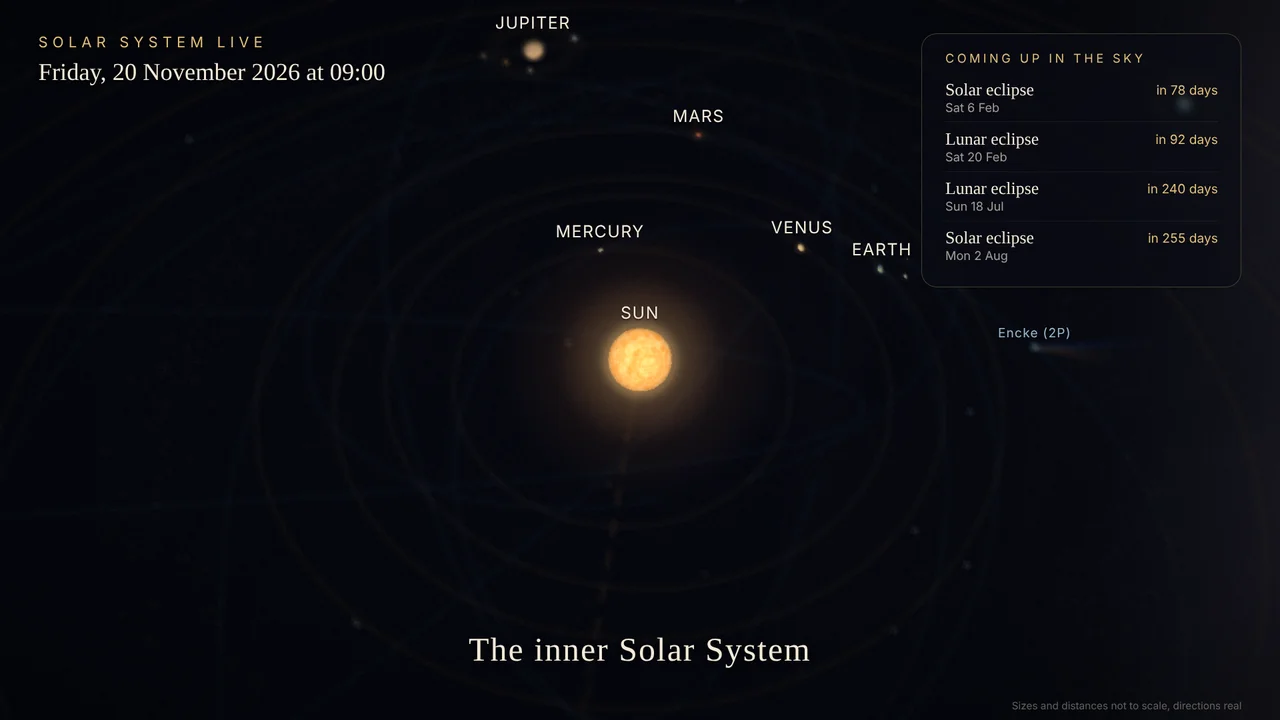 SOLAR SYSTEM LIVE
Friday, 20 November 2026 at 09:00
JUPITER
MARS
MERCURY
VENUS
EARTH
SUN
COMING UP IN THE SKY
Solar eclipse in 78 days
Sat 6 Feb
Lunar eclipse in 92 days
Sat 20 Feb
Lunar eclipse in 240 days
Sun 18 Jul
Solar eclipse in 255 days
Mon 2 Aug
Encke (2P)
The inner Solar System
Sizes and distances not to scale, directions real